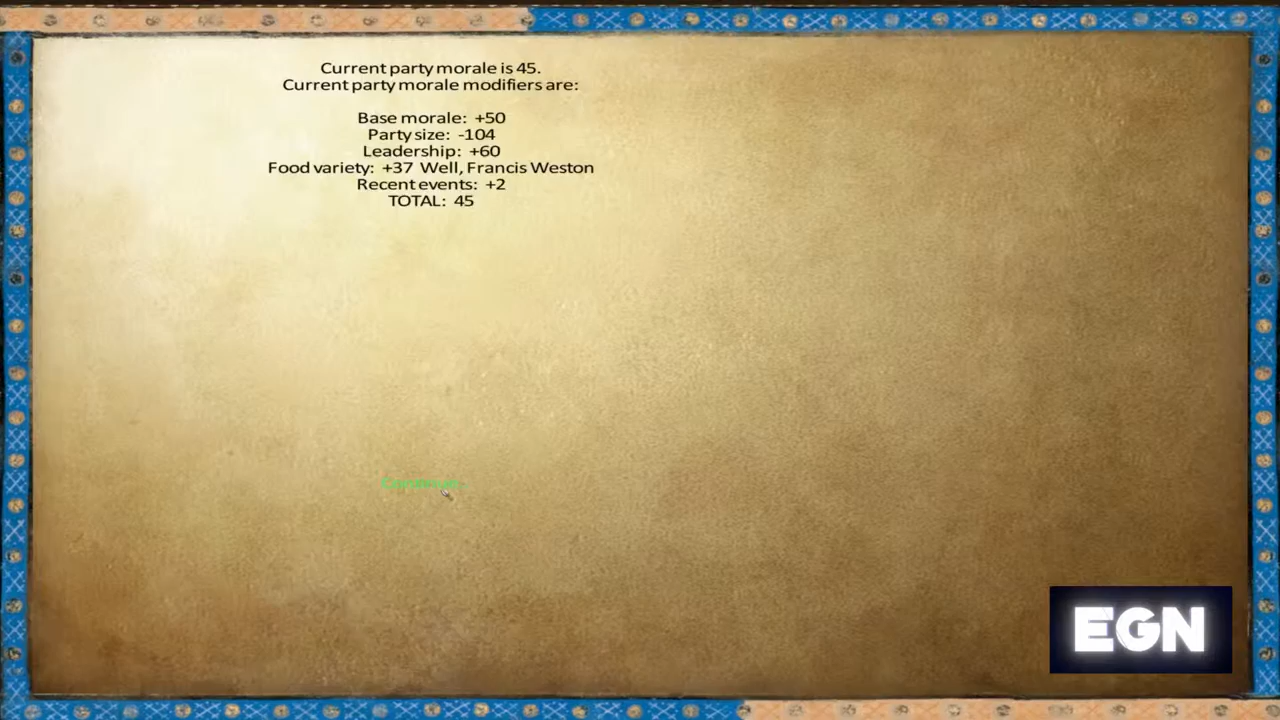 Current party morale is 45.
Current party morale modifiers are:
Base morale: +50
Party size: -104
Leadership: +60
Food variety: +37 Well, Francis Weston
Recent events: +2
TOTAL: 45
Continue...
EGN